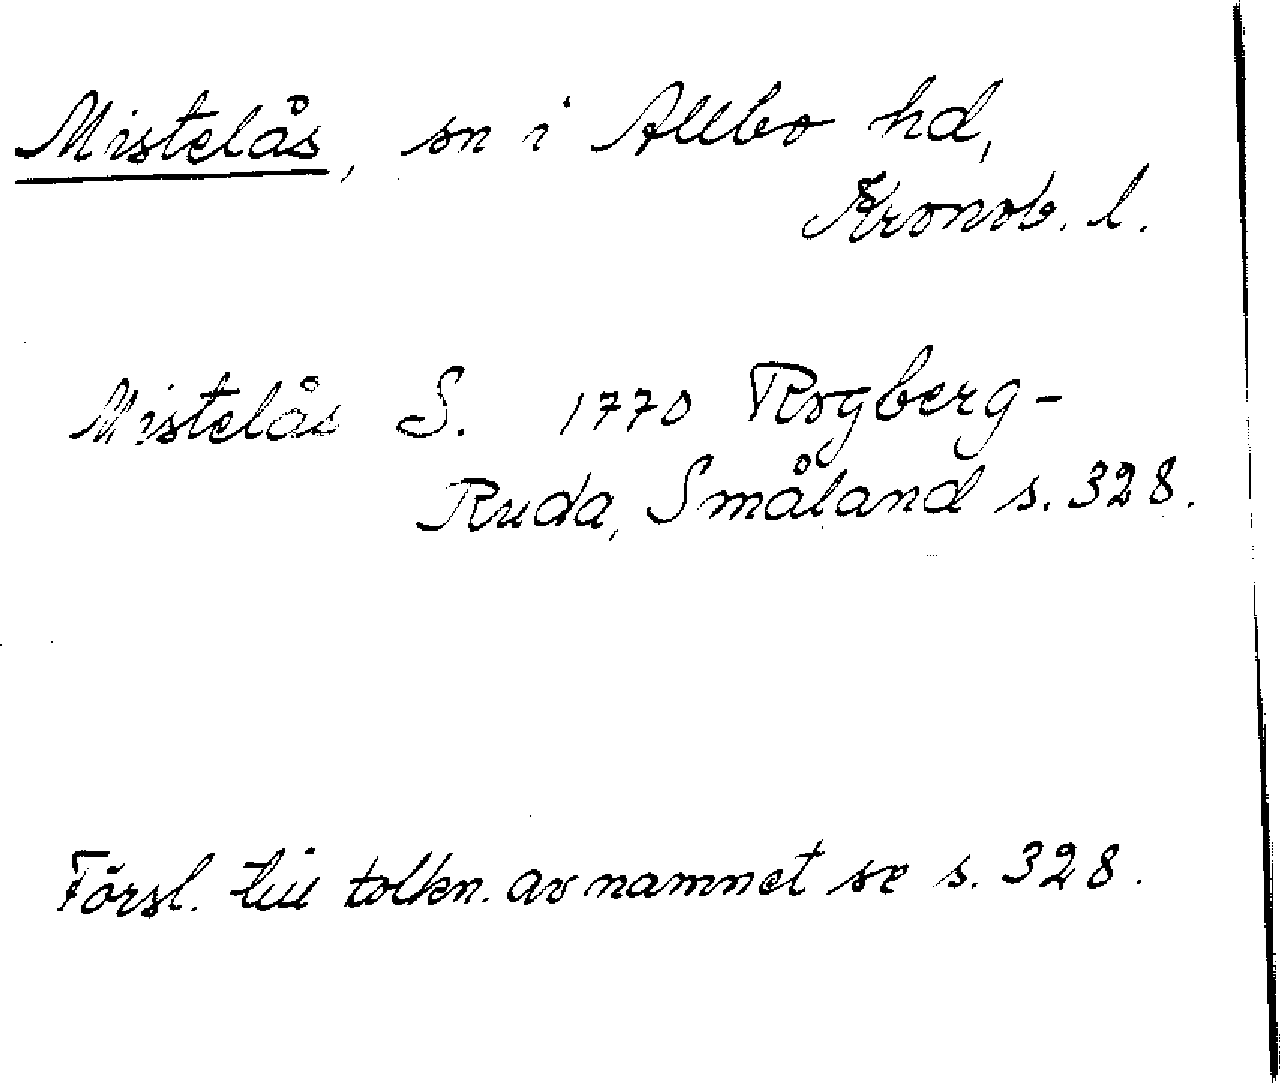 Mistelås, sn i Allbo hd,
Kronob. l.
Mistelås S. 1770 Rogberg-
Ruda, Småland s. 328.
Försl. till tolkn. av namnet se s. 328.